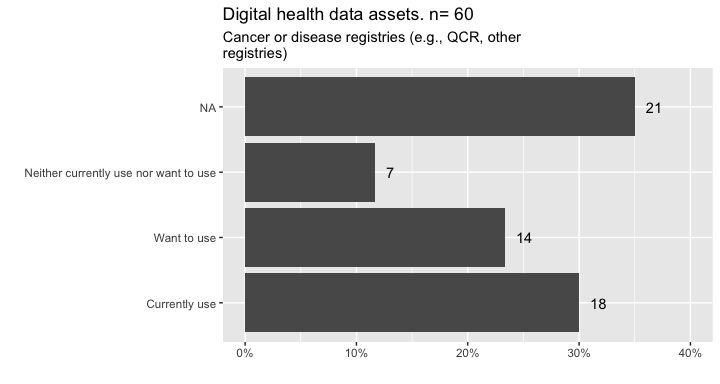 Digital health data assets. n= 60
Cancer or disease registries (e.g., QCR, other
registries)
NA
21
Neither currently use nor want to use
7
Want to use
14
Currently use
18
0%
10%
20%
30%
40%